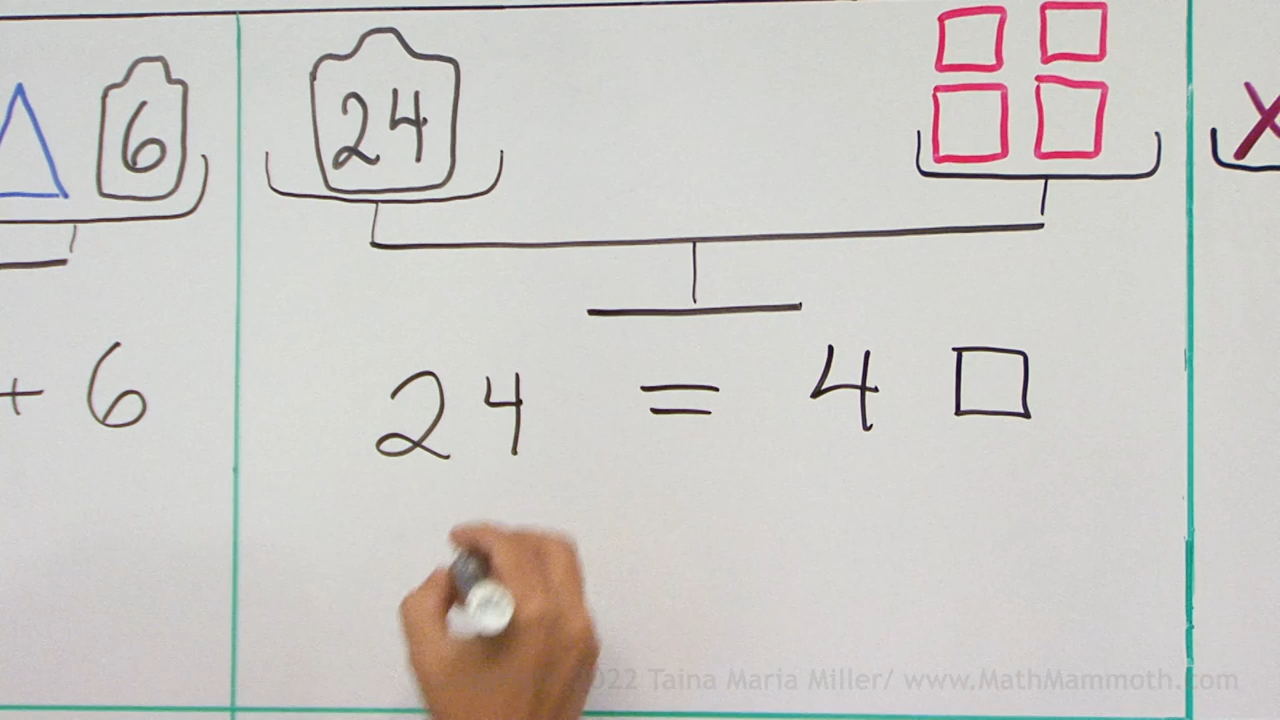 6 24 X
+ 6 24 = 4 □
2022 Taina Maria Miller/ www.MathMammoth.com